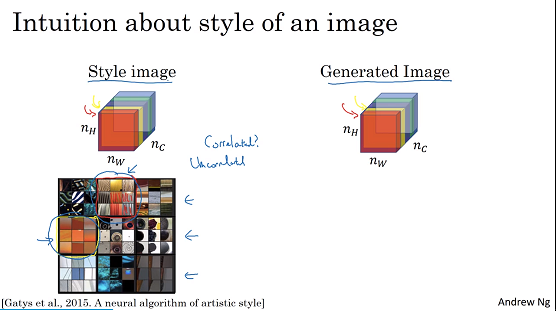 Intuition about style of an image
Style image
Generated Image
n_H
n_W
n_C
n_H
n_W
n_C
Correlated?
Uncorrelated
[Gatys et al., 2015. A neural algorithm of artistic style]
Andrew Ng